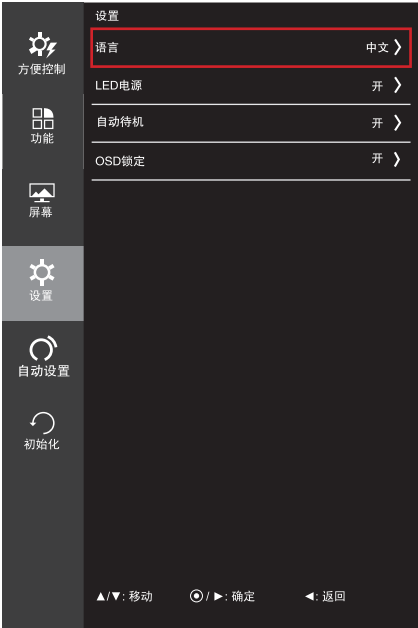 设置
语言 中文
LED电源 开
自动待机 开
OSD锁定 开
方便控制
功能
屏幕
设置
自动设置
初始化
▲/▼: 移动 ⦿/ ►: 确定 ◄: 返回